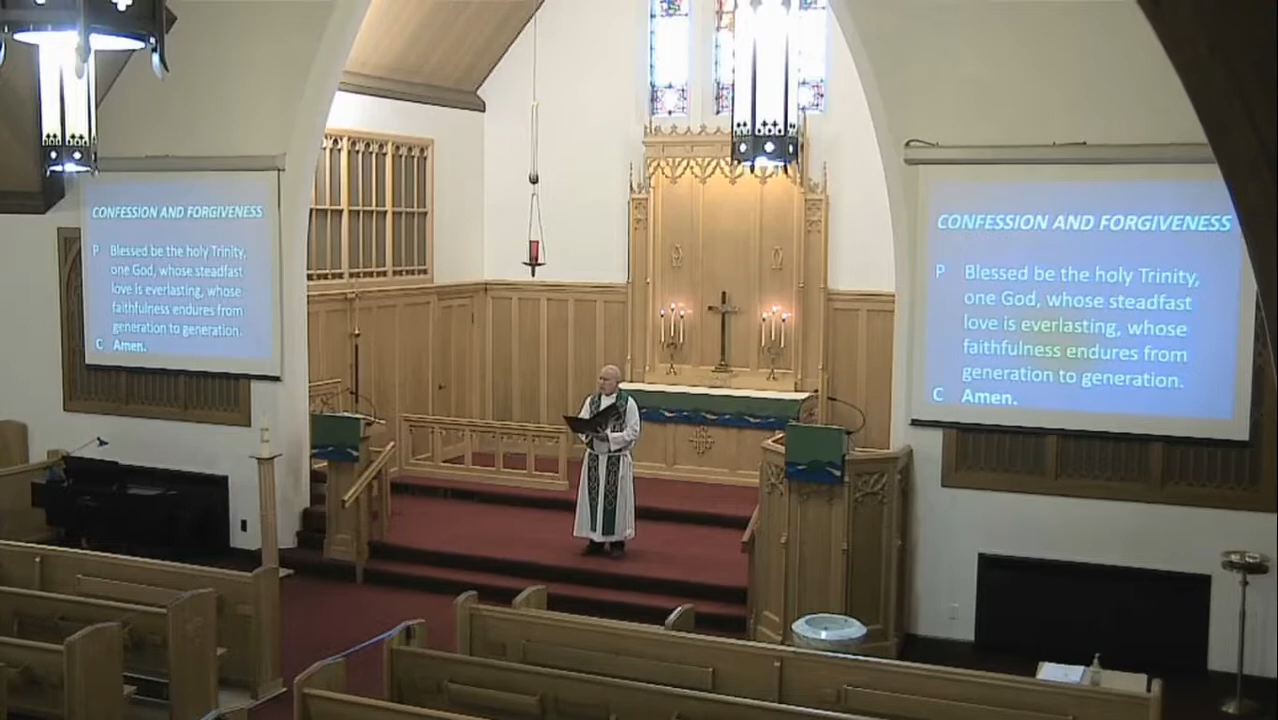 CONFESSION AND FORGIVENESS
P Blessed be the holy Trinity,
one God, whose steadfast
love is everlasting, whose
faithfulness endures from
generation to generation.
C Amen.
CONFESSION AND FORGIVENESS
P Blessed be the holy Trinity,
one God, whose steadfast
love is everlasting, whose
faithfulness endures from
generation to generation.
C Amen.